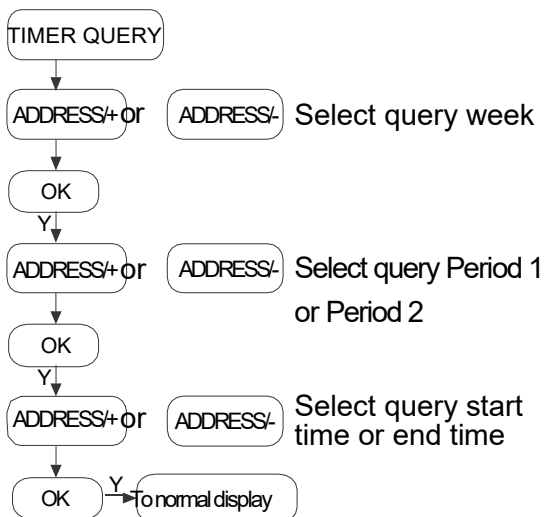 TIMER QUERY
ADDRESS/+ or ADDRESS/- Select query week
OK
Y
ADDRESS/+ or ADDRESS/- Select query Period 1
or Period 2
OK
Y
ADDRESS/+ or ADDRESS/- Select query start
time or end time
OK Y To normal display